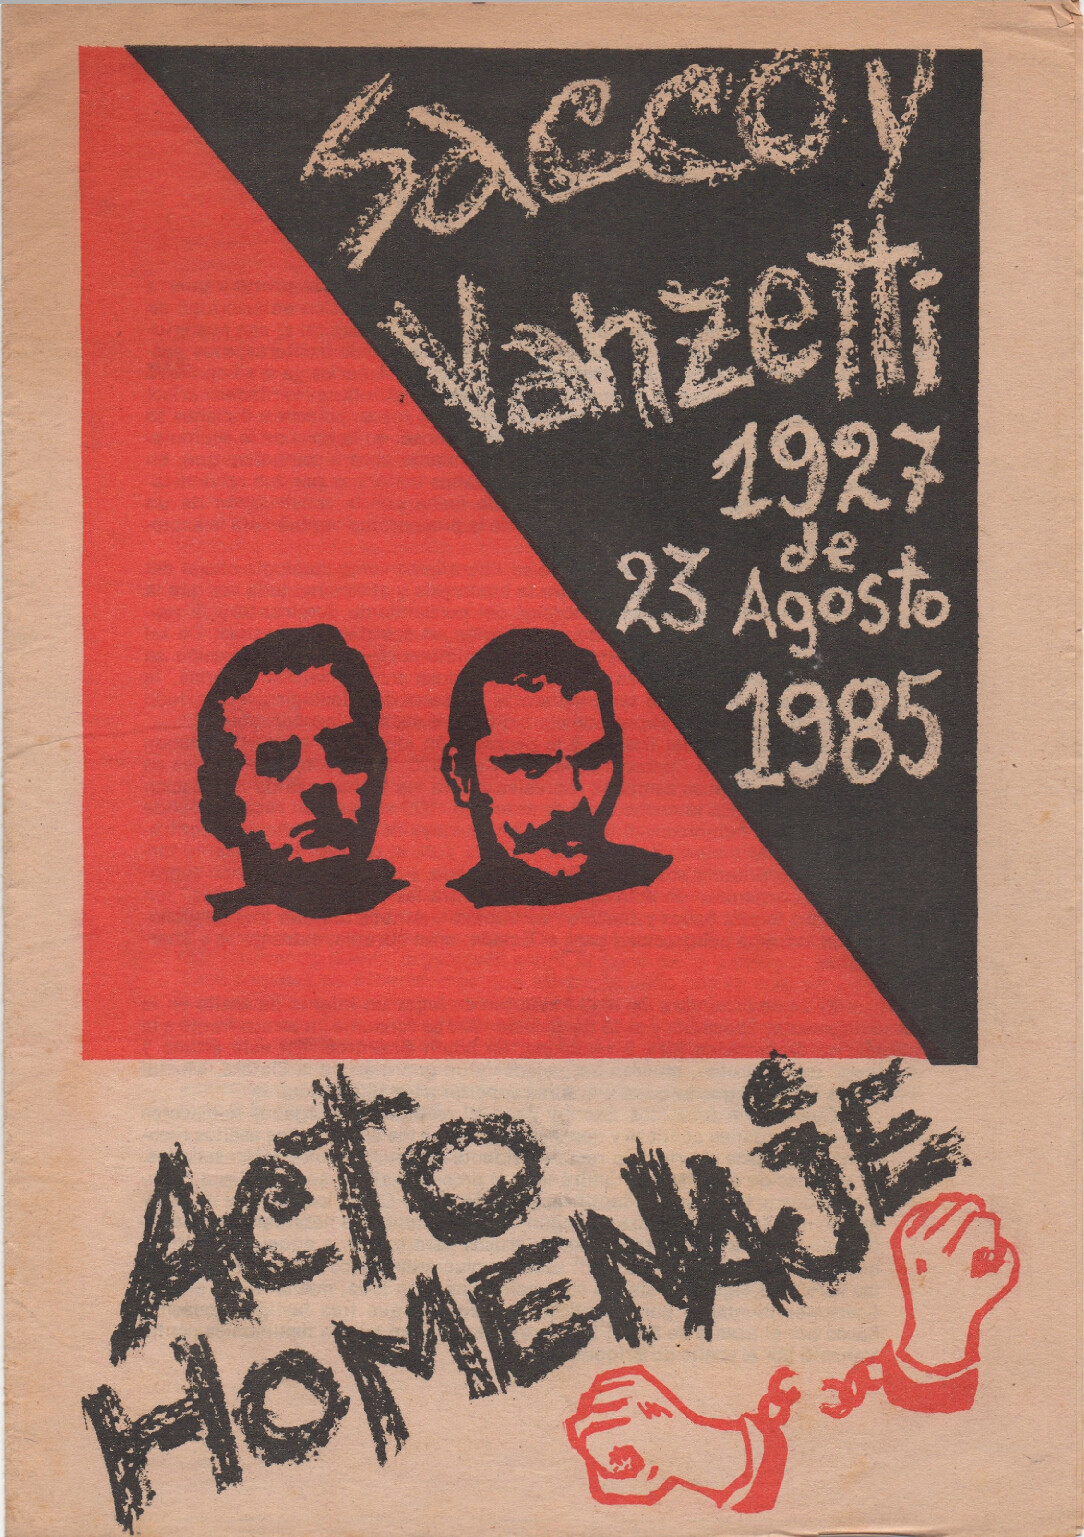 Sacco y
Vanzetti
1927
23 de Agosto
1985
ACTO
HOMENAJE